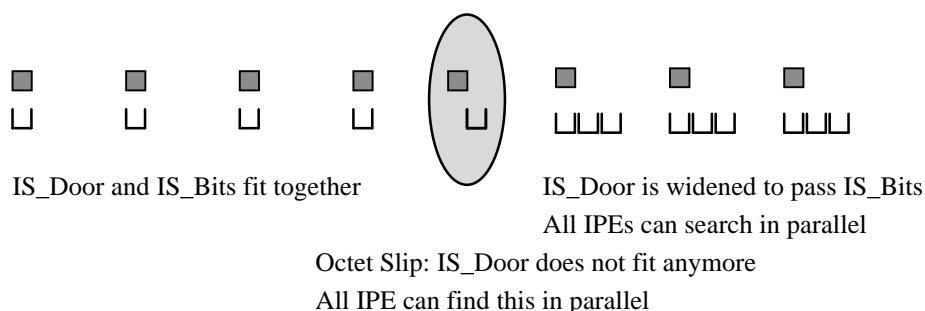 IS_Door and IS_Bits fit together
IS_Door is widened to pass IS_Bits
All IPEs can search in parallel
Octet Slip: IS_Door does not fit anymore
All IPE can find this in parallel